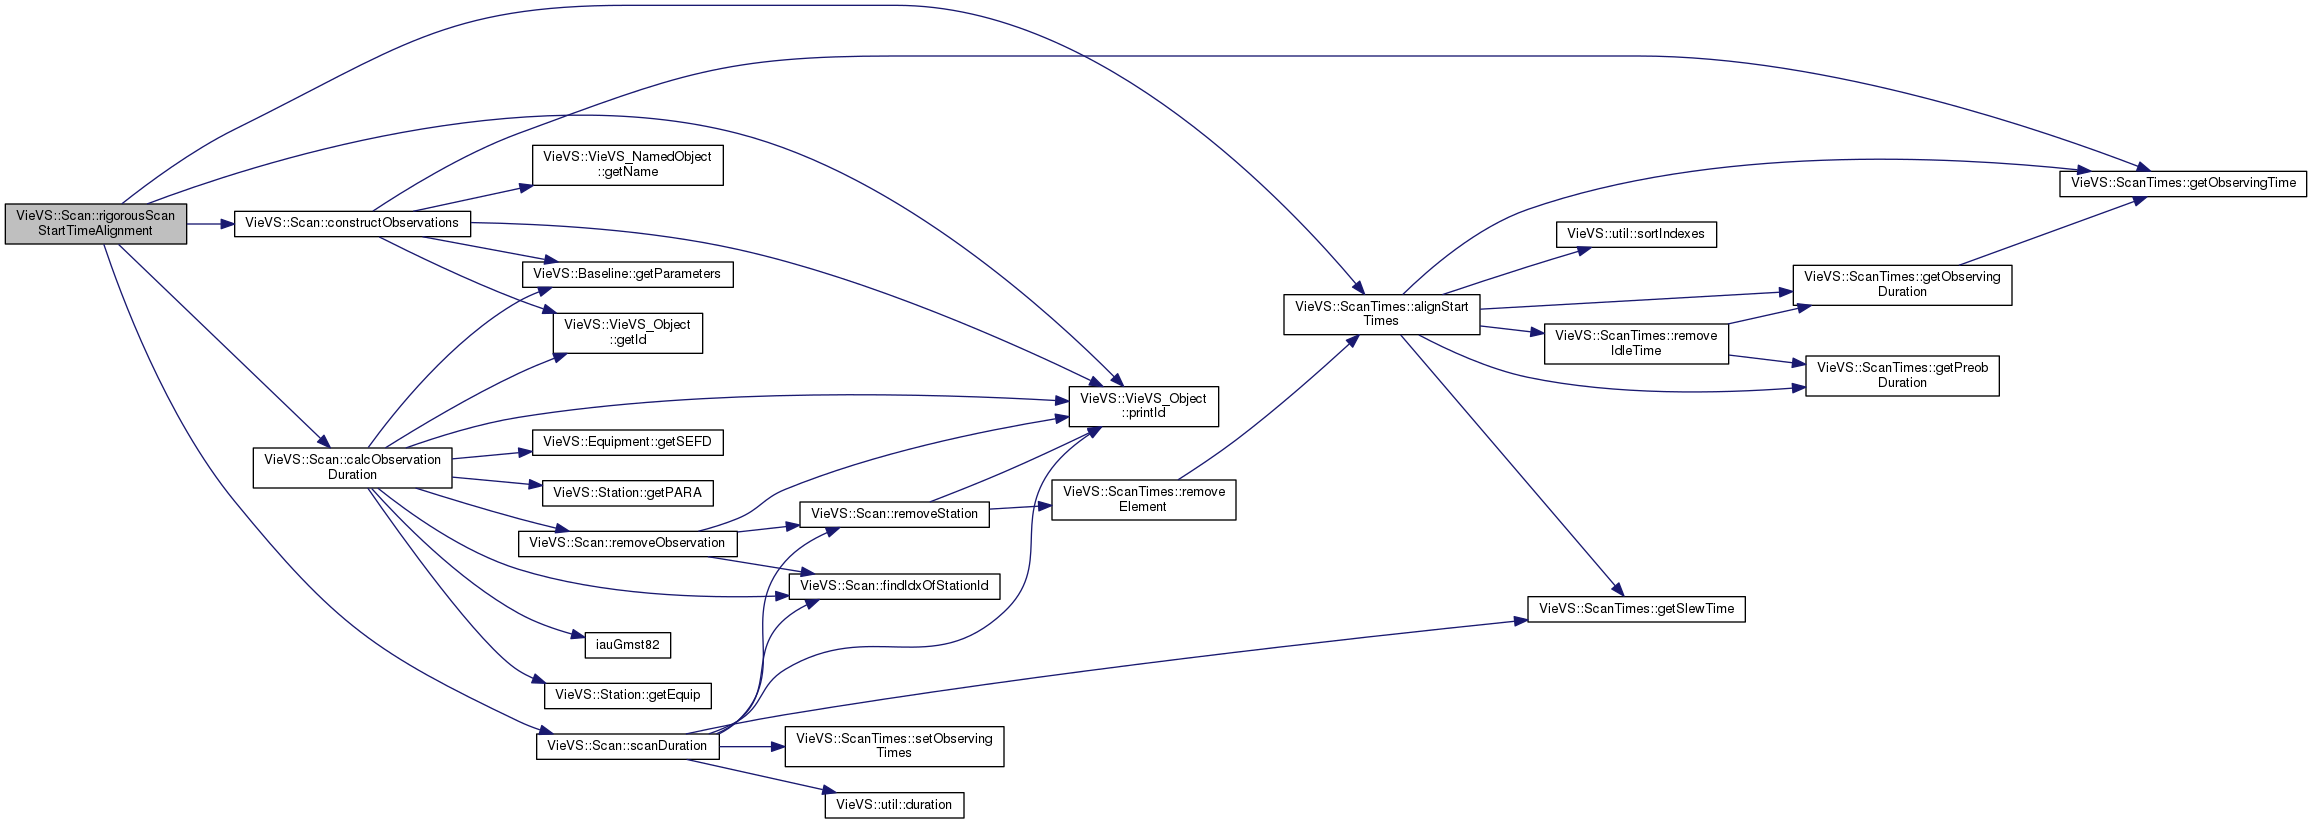 VieVS::Scan::rigorousScan
StartTimeAlignment
VieVS::Scan::constructObservations
VieVS::VieVS_NamedObject
::getName
VieVS::Baseline::getParameters
VieVS::VieVS_Object
::getId
VieVS::Scan::calcObservation
Duration
VieVS::Equipment::getSEFD
VieVS::Station::getPARA
VieVS::Scan::removeObservation
iauGmst82
VieVS::Station::getEquip
VieVS::Scan::scanDuration
VieVS::Scan::removeStation
VieVS::Scan::findIdxOfStationId
VieVS::ScanTimes::setObserving
Times
VieVS::util::duration
VieVS::VieVS_Object
::printId
VieVS::ScanTimes::remove
Element
VieVS::ScanTimes::alignStart
Times
VieVS::util::sortIndexes
VieVS::ScanTimes::remove
IdleTime
VieVS::ScanTimes::getSlewTime
VieVS::ScanTimes::getObserving
Duration
VieVS::ScanTimes::getPreob
Duration
VieVS::ScanTimes::getObservingTime